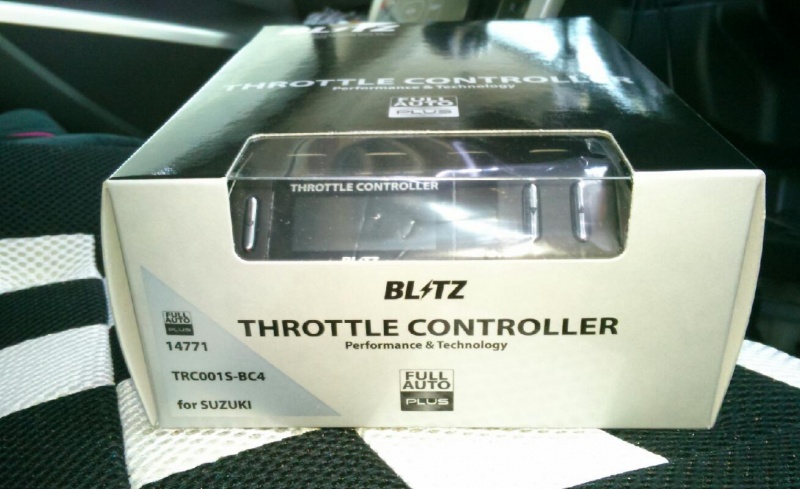 BLITZ
THROTTLE CONTROLLER
Performance & Technology
FULL
AUTO
PLUS
THROTTLE CONTROLLER
BLITZ
BLITZ
THROTTLE CONTROLLER
Performance & Technology
FULL
AUTO
PLUS
FULL
AUTO
PLUS
14771
TRC001S-BC4
for SUZUKI